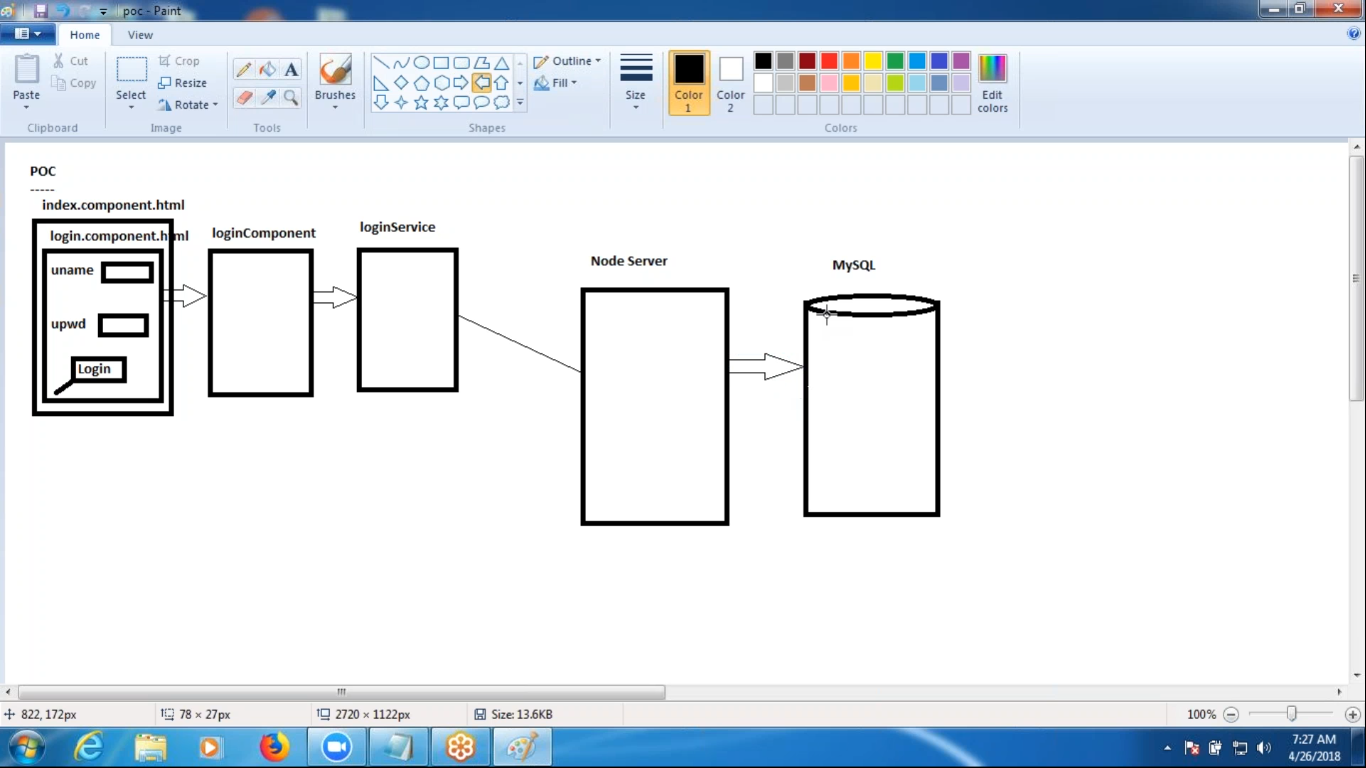 poc - Paint
Home View
Paste
Cut
Copy
Clipboard
Select
Crop
Resize
Rotate
Image
A
Tools
Brushes
Outline
Fill
Shapes
Size
Color
1
Color
2
Edit
colors
Colors
POC
-----
index.component.html
login.component.html
uname
upwd
Login
loginComponent
loginService
Node Server
MySQL
822, 172px
78 × 27px
2720 × 1122px
Size: 13.6KB
100%
7:27 AM
4/26/2018